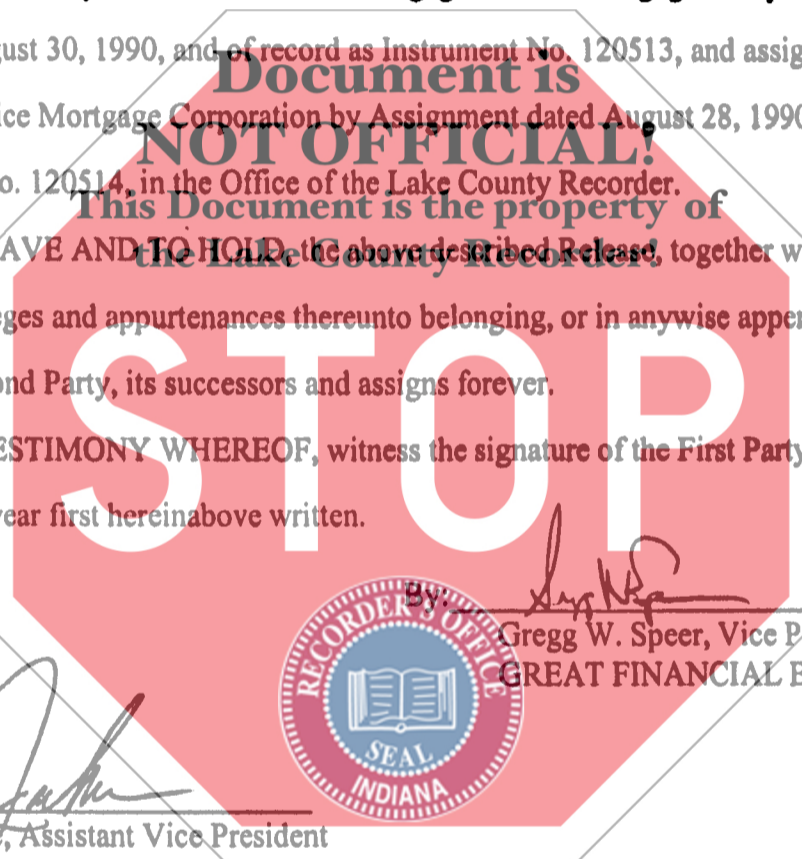 ust 30, 1990, and of record as Instrument No. 120513, and assig
Document is
ice Mortgage Corporation by Assignment dated August 28, 1990
NOT OFFICIAL!
o. 120514, in the Office of the Lake County Recorder.
This Document is the property of
AVE AND TO HOLD, the above described Release, together w
the Lake County Recorder!
ges and appurtenances thereunto belonging, or in anywise apper
ond Party, its successors and assigns forever.
STOP
ESTIMONY WHEREOF, witness the signature of the First Party
year first hereinabove written.
By:
Gregg W. Speer, Vice P
GREAT FINANCIAL B
RECORDER'S OFFICE
SEAL
INDIANA
, Assistant Vice President